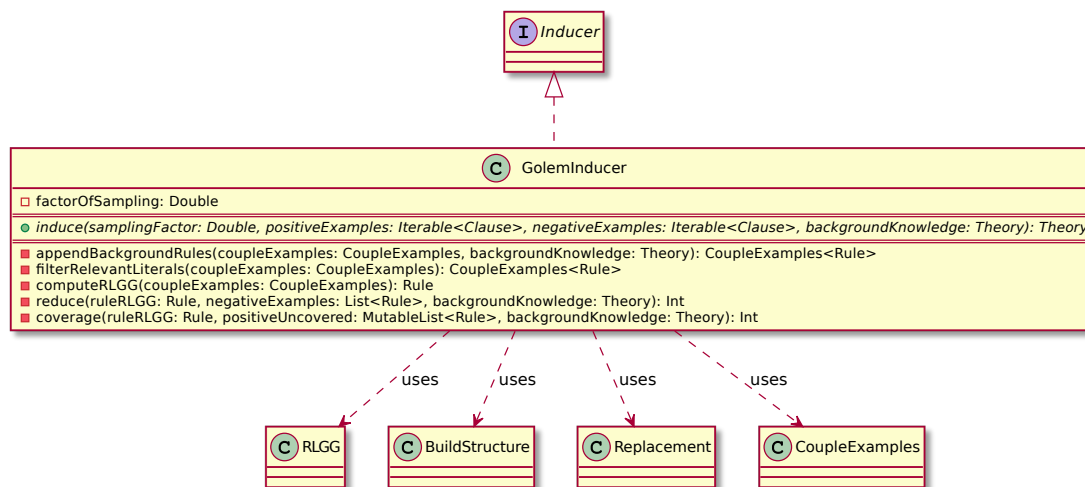 I Inducer
C GolemInducer
factorOfSampling: Double
induce(samplingFactor: Double, positiveExamples: Iterable<Clause>, negativeExamples: Iterable<Clause>, backgroundKnowledge: Theory): Theory
appendBackgroundRules(coupleExamples: CoupleExamples, backgroundKnowledge: Theory): CoupleExamples<Rule>
filterRelevantLiterals(coupleExamples: CoupleExamples): CoupleExamples<Rule>
computeRLGG(coupleExamples: CoupleExamples): Rule
reduce(ruleRLGG: Rule, negativeExamples: List<Rule>, backgroundKnowledge: Theory): Int
coverage(ruleRLGG: Rule, positiveUncovered: MutableList<Rule>, backgroundKnowledge: Theory): Int
uses
uses
uses
uses
C RLGG
C BuildStructure
C Replacement
C CoupleExamples